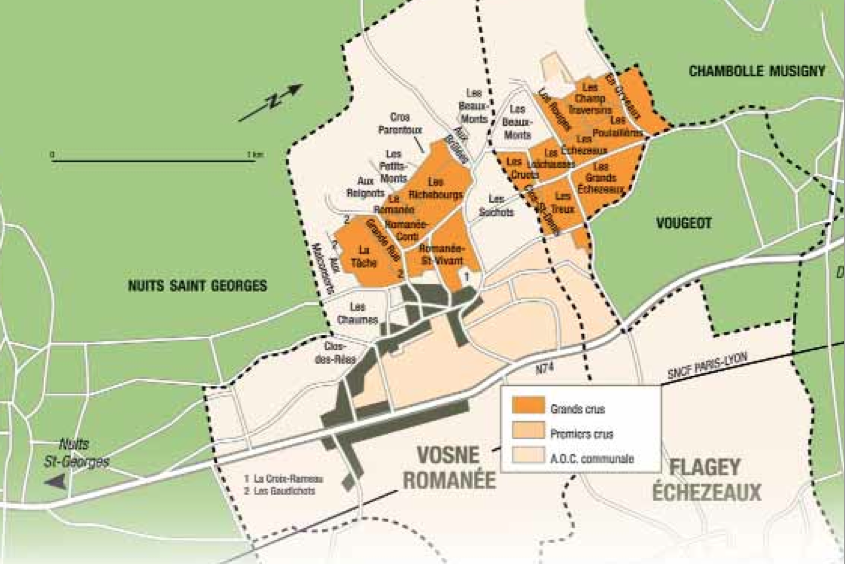 CHAMBOLLE MUSIGNY
N
0
1 km
Les
Beaux-
Monts
Les
Beaux-
Monts
Les Rouges
Les
Champ
Traversins
En Orveaux
Les
Poulaillères
Cros
Parentoux
Aux
Brûlées
Les
Échezeaux
Les
Loächausses
Les
Cruots
Les
Grands
Échezeaux
Les
Petits-
Monts
Aux
Reignots
Les
Richebourgs
La
Romanée
Les
Suchots
Clos-St-Denis
Les
Treux
VOUGEOT
2
Romanée-
Conti
Grande Rue
Romanée-
St-Vivant
La
Tâche
Aux
Malconsorts
2
1
NUITS SAINT GEORGES
Les
Chaumes
Clos-
des-Réas
D
N74
SNCF PARIS-LYON
Grands crus
Premiers crus
A.O.C. communale
Nuits
St-Georges
VOSNE
ROMANÉE
FLAGEY
ÉCHEZEAUX
1 La Croix-Rameau
2 Les Gaudichots